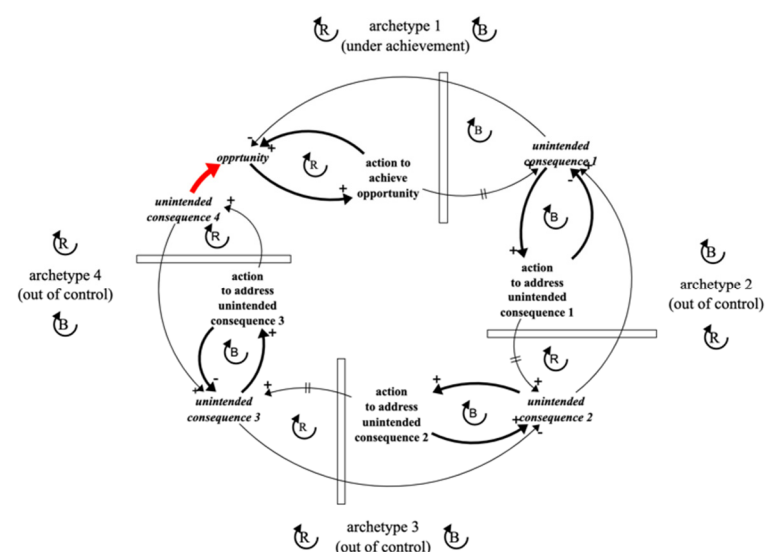 R
archetype 1
(under achievement)
B
-
+
opprtunity
R
action to
achieve
opportunity
+
B
unintended
consequence 1
+
+
-
B
+
action
to address
unintended
consequence 1
R
+
B
archetype 2
(out of control)
R
unintended
consequence 4
+
R
R
archetype 4
(out of control)
B
action
to address
unintended
consequence 3
+
B
-
+
unintended
consequence 3
+
R
action
to address
unintended
consequence 2
+
B
unintended
consequence 2
+
-
R
archetype 3
(out of control)
B